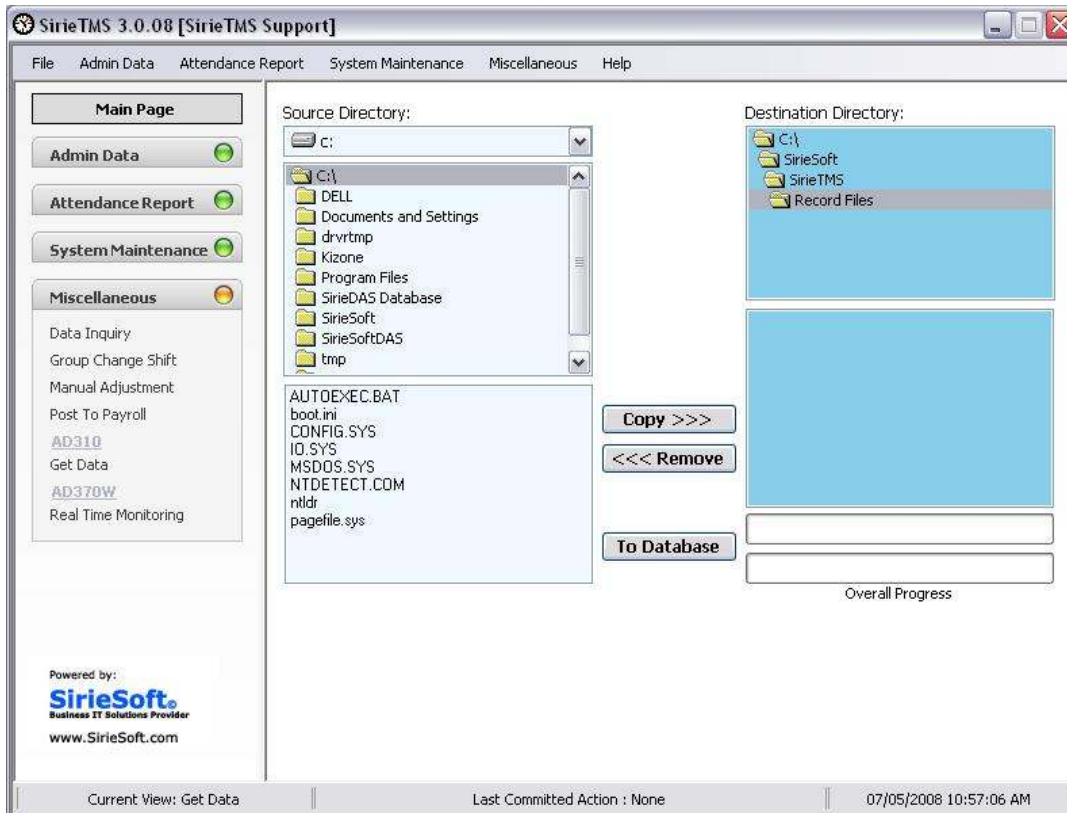 SirieTMS 3.0.08 [SirieTMS Support]
File Admin Data Attendance Report System Maintenance Miscellaneous Help
Main Page
Admin Data
Attendance Report
System Maintenance
Miscellaneous
Data Inquiry
Group Change Shift
Manual Adjustment
Post To Payroll
AD310
Get Data
AD370W
Real Time Monitoring
Powered by:
SirieSoft©
Business IT Solutions Provider
www.SirieSoft.com
Source Directory:
c:
C:\
DELL
Documents and Settings
drvrtmp
Kizone
Program Files
SirieDAS Database
SirieSoft
SirieSoftDAS
tmp
AUTOEXEC.BAT
boot.ini
CONFIG.SYS
IO.SYS
MSDOS.SYS
NTDETECT.COM
ntldr
pagefile.sys
Copy >>>
<<< Remove
To Database
Destination Directory:
C:\
SirieSoft
SirieTMS
Record Files
Overall Progress
Current View: Get Data
Last Committed Action : None
07/05/2008 10:57:06 AM